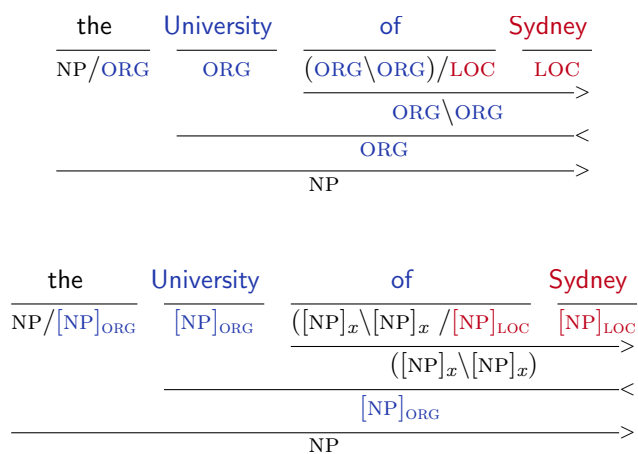 the University of Sydney
NP/ORG ORG (ORG\ORG)/LOC LOC
>
ORG\ORG
<
ORG
>
NP
the University of Sydney
NP/[NP]ORG [NP]ORG ([NP]x\[NP]x /[NP]LOC [NP]LOC
>
([NP]x\[NP]x)
<
[NP]ORG
>
NP